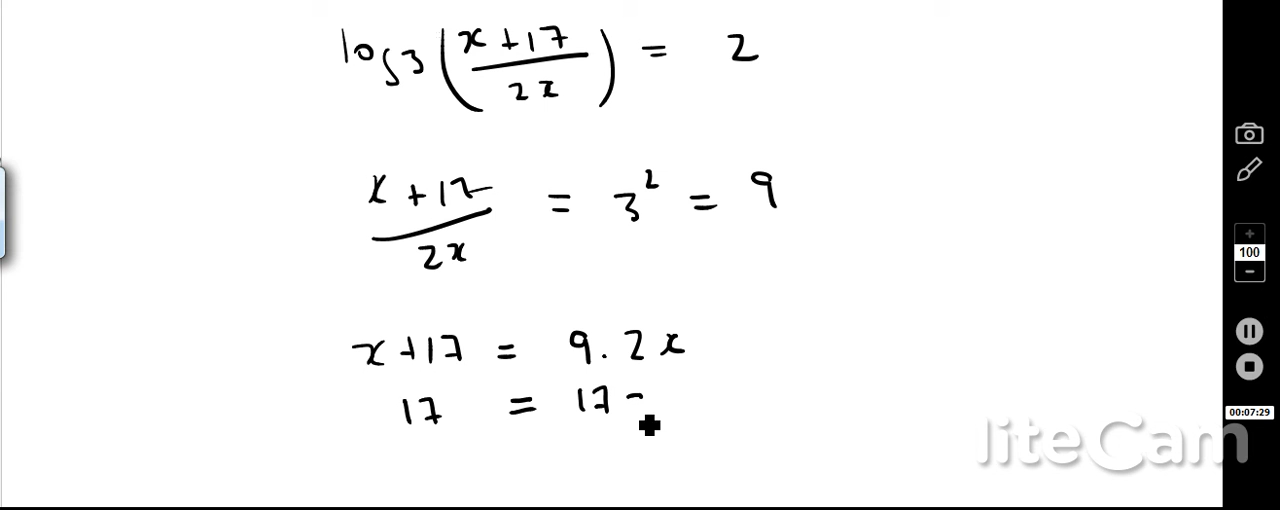 log3(x+17/2x) = 2
x+17/2x = 3² = 9
x+17 = 9.2x
17 = 17
+
100
-
00:07:29
liteCam